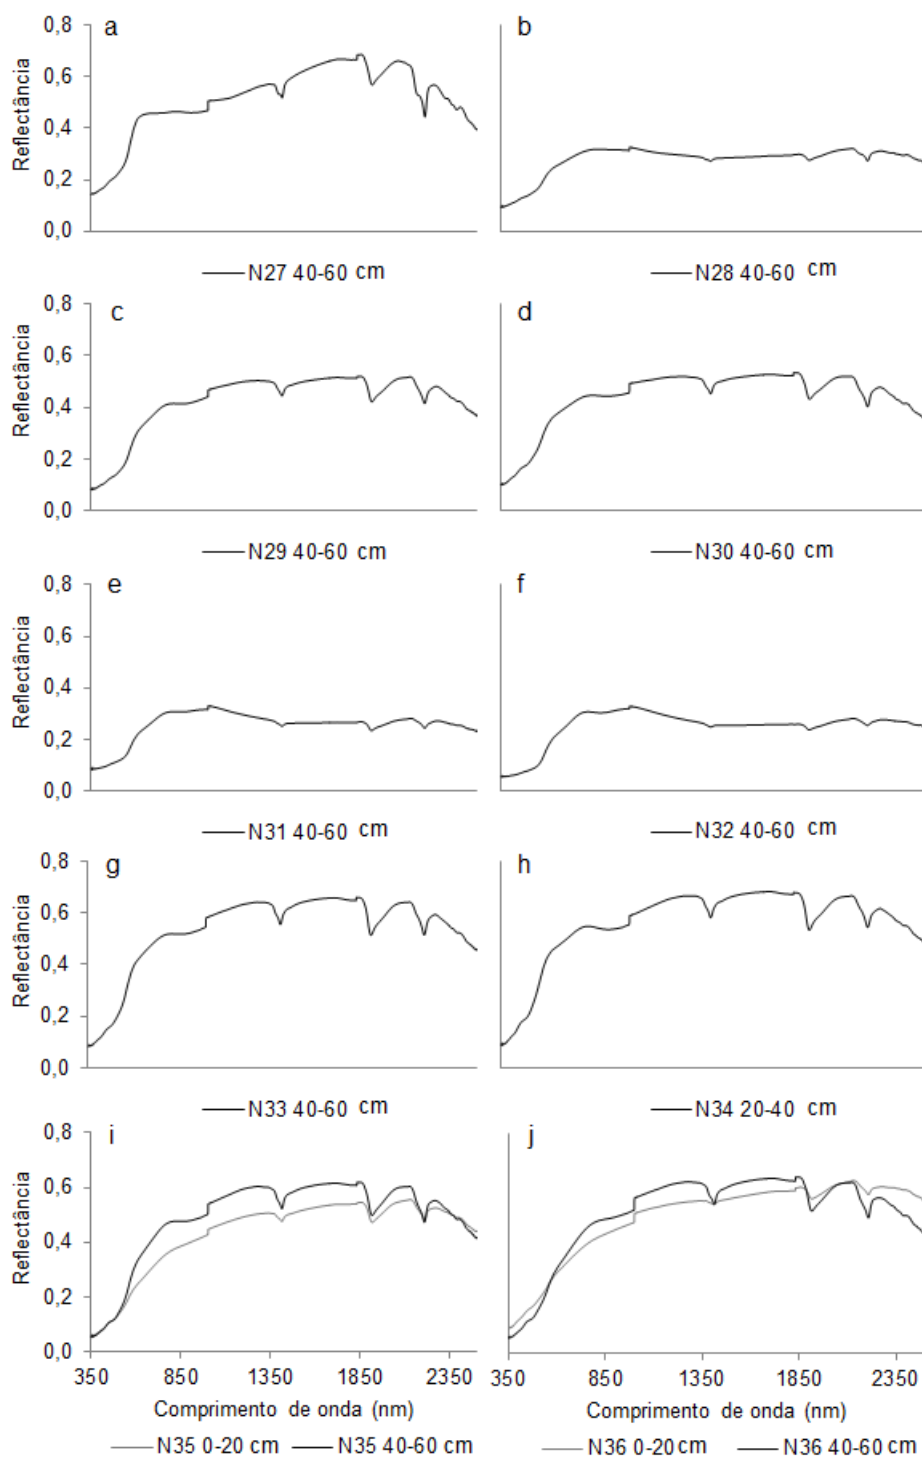 a
b
Reflectância
0,8
0,6
0,4
0,2
0,0
N27 40-60 cm
N28 40-60 cm
c
d
Reflectância
0,8
0,6
0,4
0,2
0,0
N29 40-60 cm
N30 40-60 cm
e
f
Reflectância
0,8
0,6
0,4
0,2
0,0
N31 40-60 cm
N32 40-60 cm
g
h
Reflectância
0,8
0,6
0,4
0,2
0,0
N33 40-60 cm
N34 20-40 cm
i
j
Reflectância
0,8
0,6
0,4
0,2
0,0
350 850 1350 1850 2350
350 850 1350 1850 2350
Comprimento de onda (nm)
Comprimento de onda (nm)
N35 0-20 cm N35 40-60 cm
N36 0-20 cm N36 40-60 cm